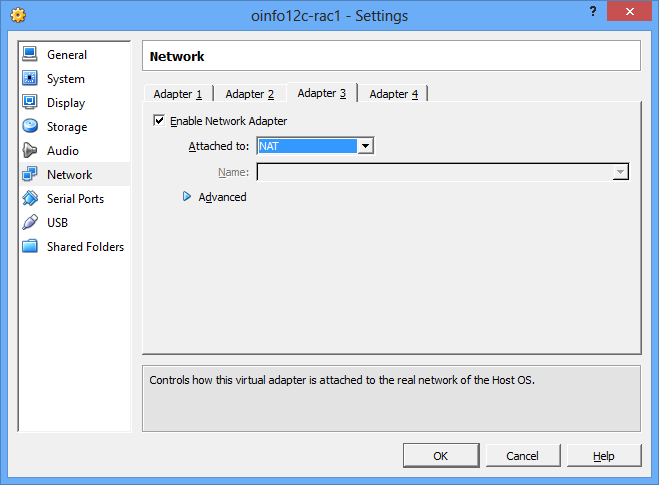 oinfo12c-rac1 - Settings
?
General
System
Display
Storage
Audio
Network
Serial Ports
USB
Shared Folders
Network
Adapter 1
Adapter 2
Adapter 3
Adapter 4
Enable Network Adapter
Attached to: NAT
Name:
Advanced
Controls how this virtual adapter is attached to the real network of the Host OS.
OK
Cancel
Help